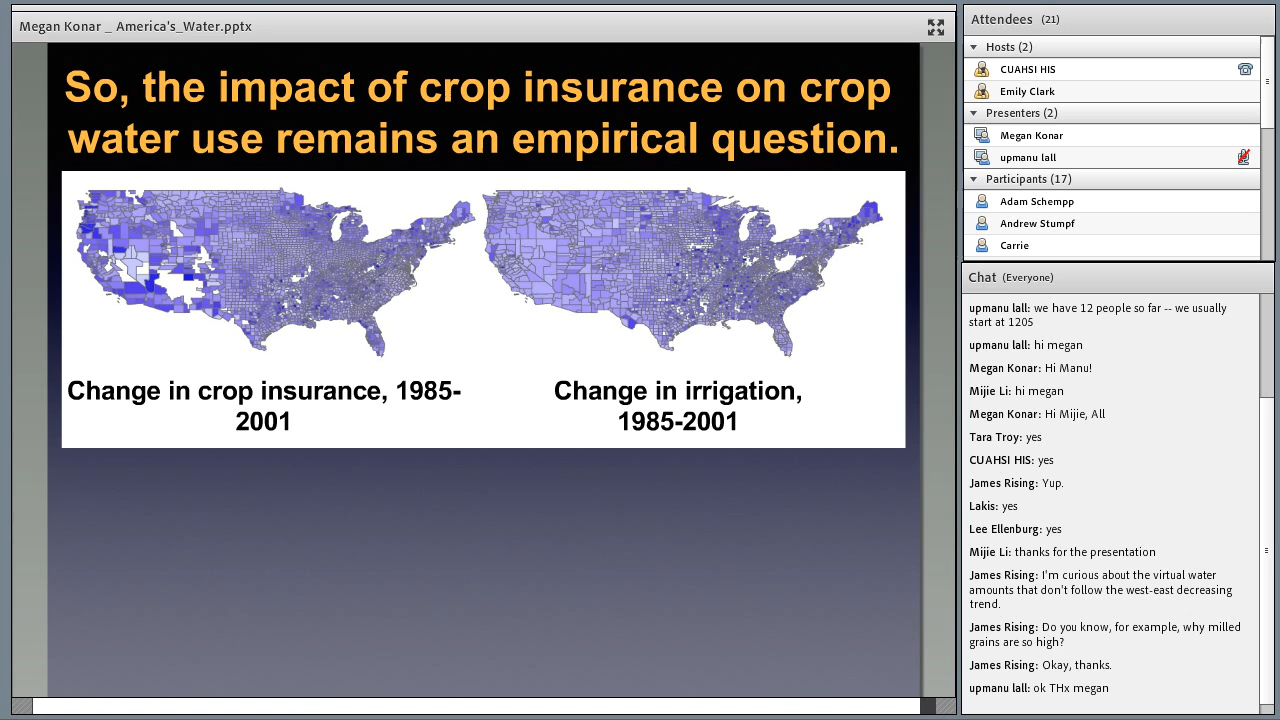 Megan Konar _ America's_Water.pptx
So, the impact of crop insurance on crop
water use remains an empirical question.
Change in crop insurance, 1985-
2001
Change in irrigation,
1985-2001
Attendees (21)
Hosts (2)
CUAHSI HIS
Emily Clark
Presenters (2)
Megan Konar
upmanu lall
Participants (17)
Adam Schempp
Andrew Stumpf
Carrie
Chat (Everyone)
upmanu lall: we have 12 people so far -- we usually
start at 1205
upmanu lall: hi megan
Megan Konar: Hi Manu!
Mijie Li: hi megan
Megan Konar: Hi Mijie, All
Tara Troy: yes
CUAHSI HIS: yes
James Rising: Yup.
Lakis: yes
Lee Ellenburg: yes
Mijie Li: thanks for the presentation
James Rising: I'm curious about the virtual water
amounts that don't follow the west-east decreasing
trend.
James Rising: Do you know, for example, why milled
grains are so high?
James Rising: Okay, thanks.
upmanu lall: ok THx megan